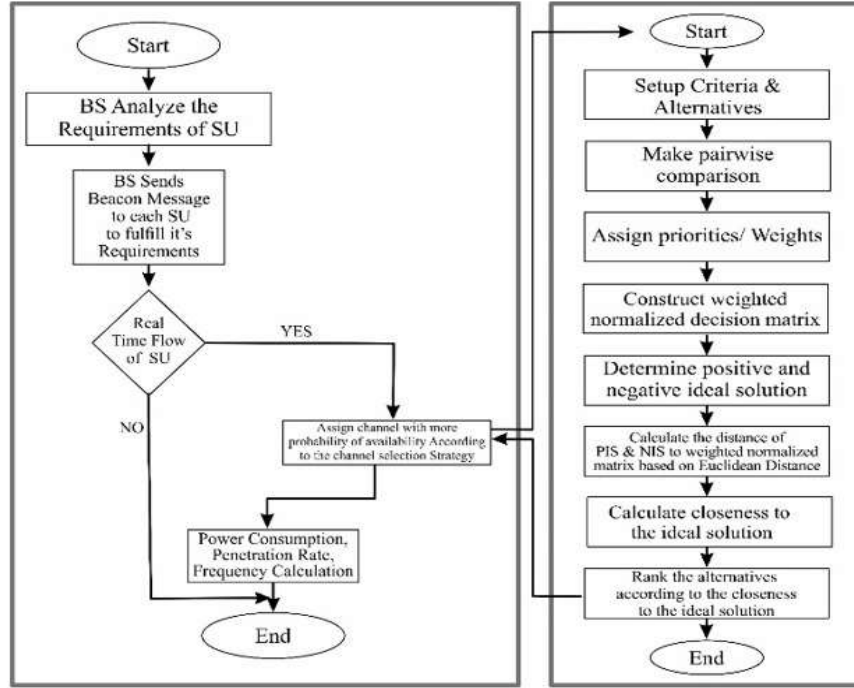 Start
BS Analyze the
Requirements of SU
BS Sends
Beacon Message
to each SU
to fulfill it's
Requirements
Real
Time Flow
of SU
YES
NO
Assign channel with more
probability of availability According
to the channel selection Strategy
Power Consumption,
Penetration Rate,
Frequency Calculation
End
Start
Setup Criteria &
Alternatives
Make pairwise
comparison
Assign priorities/ Weights
Construct weighted
normalized decision matrix
Determine positive and
negative ideal solution
Calculate the distance of
PIS & NIS to weighted normalized
matrix based on Euclidean Distance
Calculate closeness to
the ideal solution
Rank the alternatives
according to the closeness
to the ideal solution
End